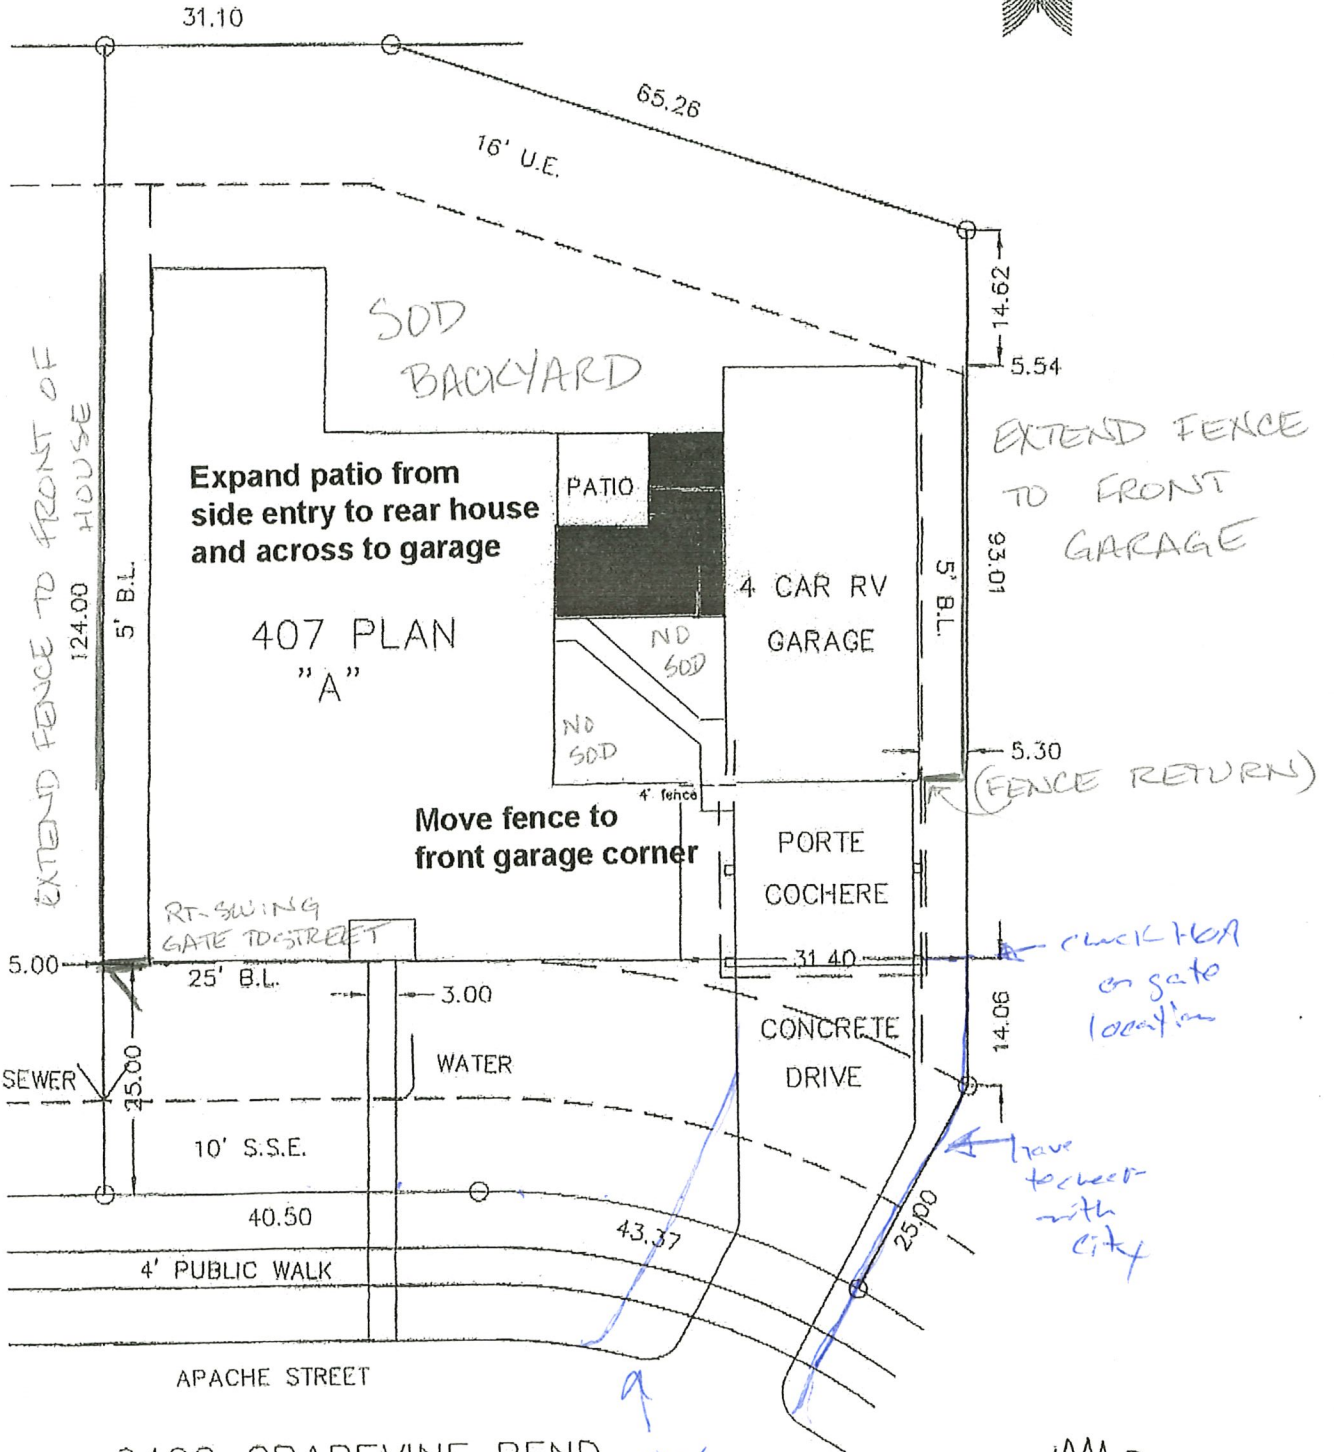 31.10
65.26
16' U.E.
14.62
5.54
SOD
BACKYARD
EXTEND FENCE
TO FRONT
GARAGE
EXTEND FENCE TO FRONT OF
HOUSE
124.00
5' B.L.
Expand patio from
side entry to rear house
and across to garage
PATIO
407 PLAN
"A"
4 CAR RV
GARAGE
5' B.L.
93.01
NO
SOD
NO
SOD
5.30
(FENCE RETURN)
4' fence
Move fence to
front garage corner
PORTE
COCHERE
RT-SWING
GATE TO STREET
5.00
25' B.L.
31.40
check HOA
on gate
location
3.00
14.06
CONCRETE
DRIVE
SEWER
25.00
WATER
10' S.S.E.
have
to check
with
city
40.50
43.37
25.00
4' PUBLIC WALK
APACHE STREET
GRAPEVINE BEND